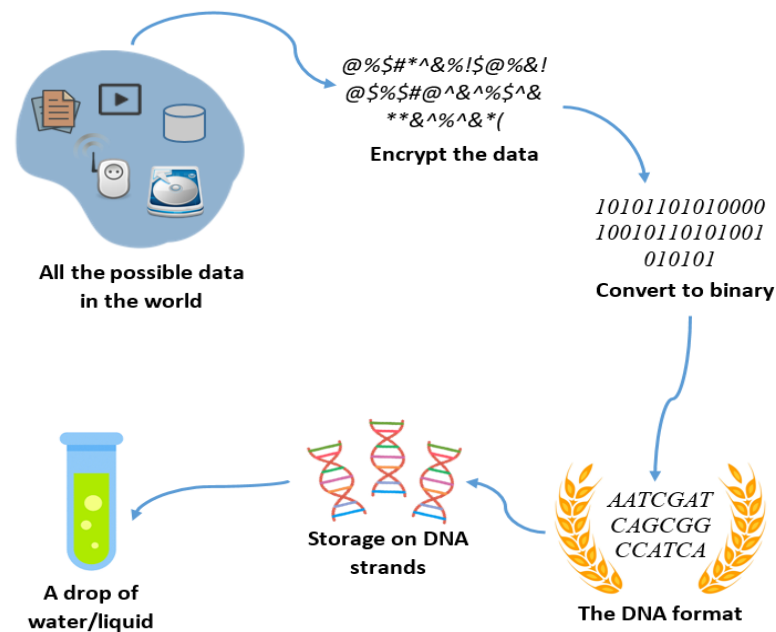 @%$#*^&%!$@%&!
@$%$#@^&^%$^&
**&^%^&*(
Encrypt the data
10101101010000
10010110101001
010101
Convert to binary
All the possible data
in the world
AATCGAT
CAGCGG
CCATCA
The DNA format
Storage on DNA
strands
A drop of
water/liquid